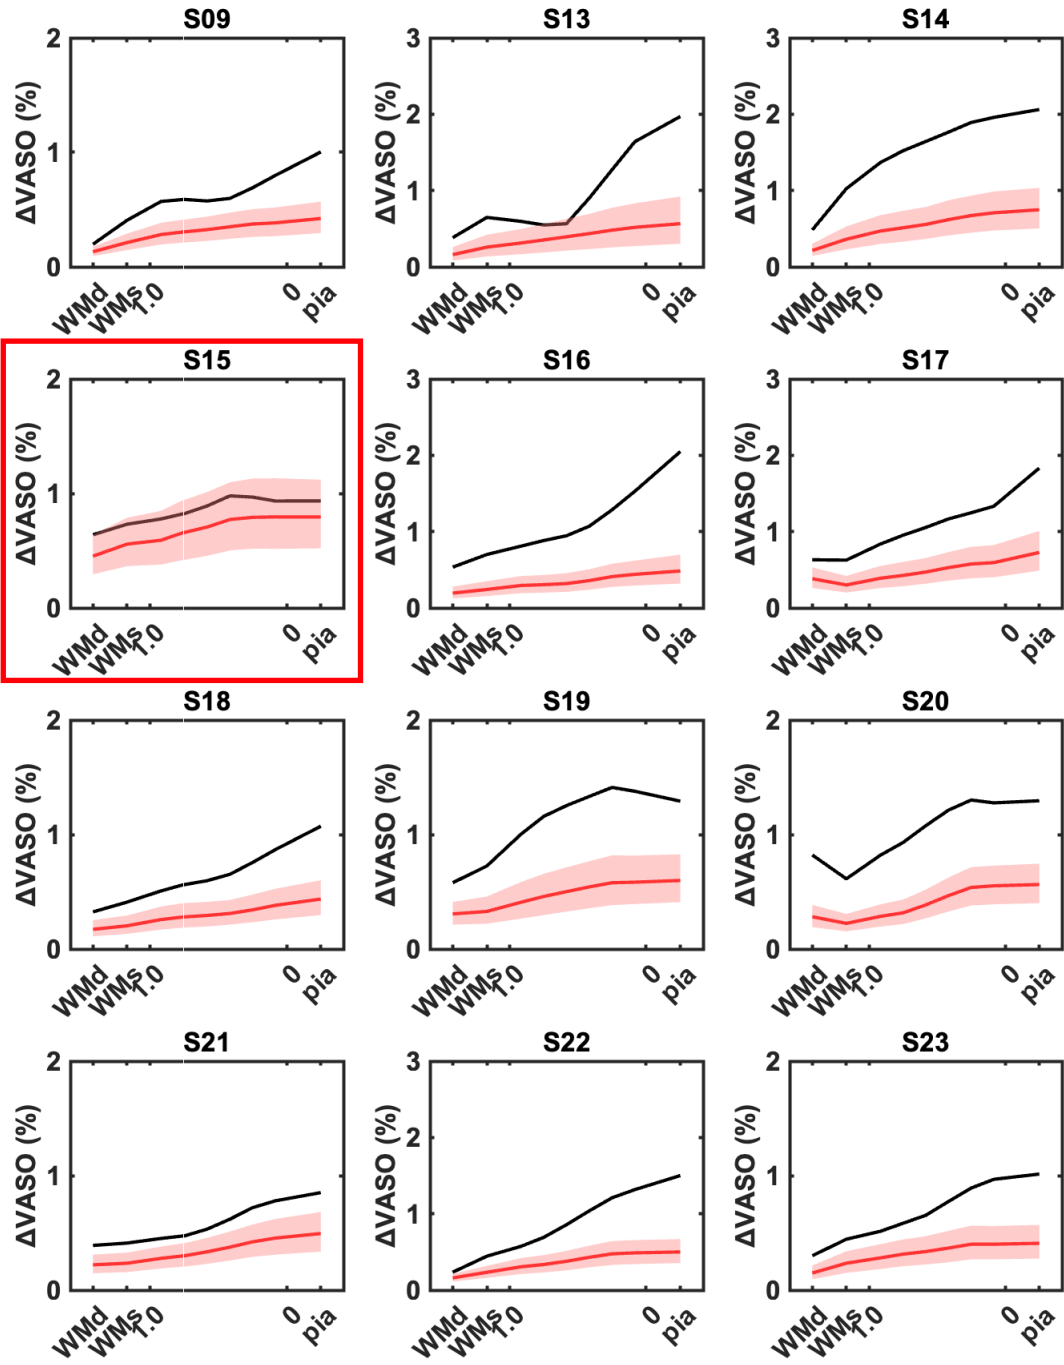 S09
S13
S14
ΔVASO (%)
2
1
0
WMd
WMs
1.0
0
pia
ΔVASO (%)
3
2
1
0
WMd
WMs
1.0
0
pia
ΔVASO (%)
3
2
1
0
WMd
WMs
1.0
0
pia
S15
S16
S17
ΔVASO (%)
2
1
0
WMd
WMs
1.0
0
pia
ΔVASO (%)
3
2
1
0
WMd
WMs
1.0
0
pia
ΔVASO (%)
3
2
1
0
WMd
WMs
1.0
0
pia
S18
S19
S20
ΔVASO (%)
2
1
0
WMd
WMs
1.0
0
pia
ΔVASO (%)
2
1
0
WMd
WMs
1.0
0
pia
ΔVASO (%)
2
1
0
WMd
WMs
1.0
0
pia
S21
S22
S23
ΔVASO (%)
2
1
0
WMd
WMs
1.0
0
pia
ΔVASO (%)
3
2
1
0
WMd
WMs
1.0
0
pia
ΔVASO (%)
2
1
0
WMd
WMs
1.0
0
pia